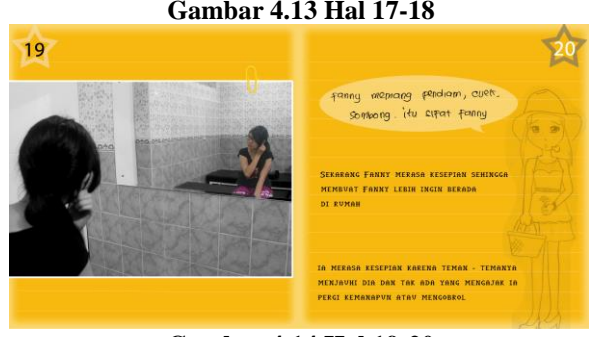 Gambar 4.13 Hal 17-18
19
20
Fanny memang pendiam, cuek.
Sombong. itu sifat Fanny
SEKARANG FANNY MERASA KESEPIAN SEHINGGA
MEMBUAT FANNY LEBIH INGIN BERADA
DI RUMAH
IA MERASA KESEPIAN KARENA TEMAN - TEMANYA
MENJAUHI DIA DAN TAK ADA YANG MENGAJAK IA
PERGI KEMANAPUN ATAU MENGOBROL